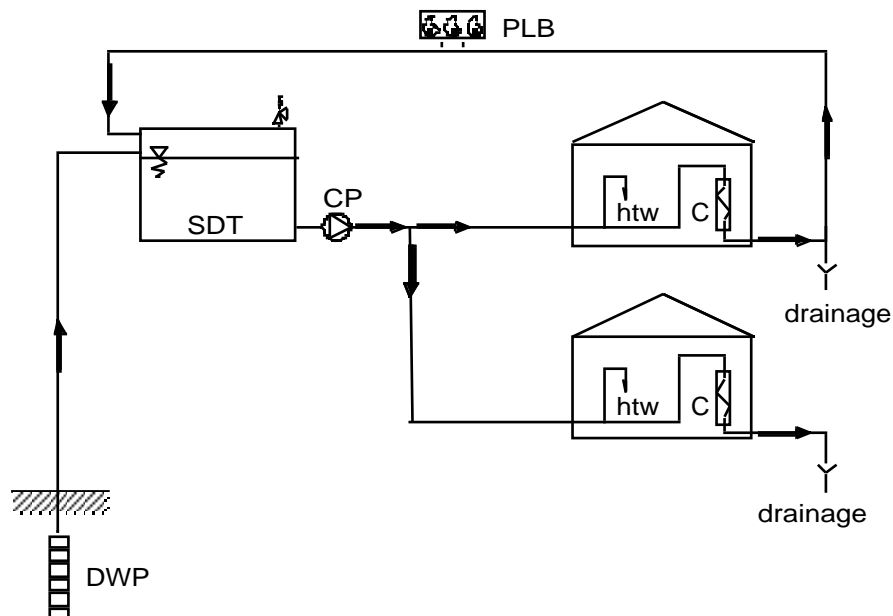 PLB
CP
SDT
htw
C
drainage
htw
C
drainage
DWP